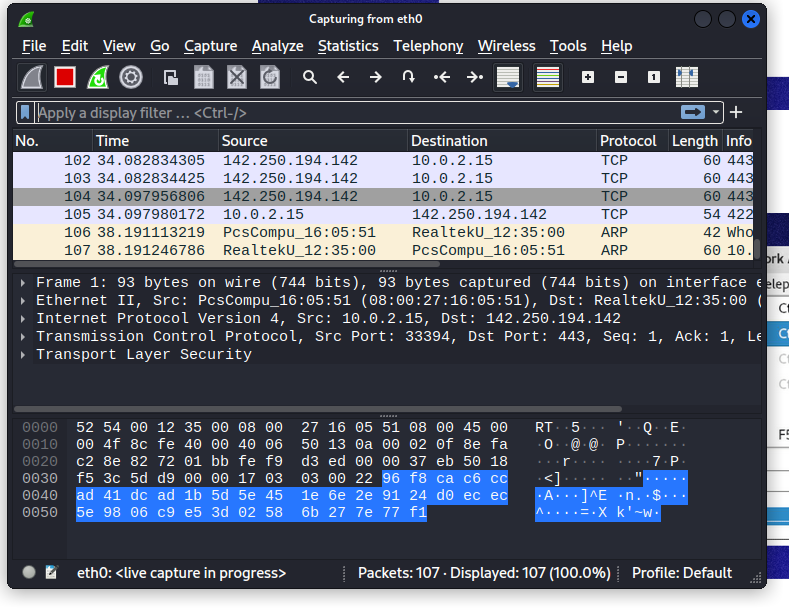 Capturing from eth0
File Edit View Go Capture Analyze Statistics Telephony Wireless Tools Help
Apply a display filter … <Ctrl-/>
No. Time Source Destination Protocol Length Info
102 34.082834305 142.250.194.142 10.0.2.15 TCP 60 443
103 34.082834425 142.250.194.142 10.0.2.15 TCP 60 443
104 34.097956806 142.250.194.142 10.0.2.15 TCP 60 443
105 34.097980172 10.0.2.15 142.250.194.142 TCP 54 422
106 38.191113219 PcsCompu_16:05:51 RealtekU_12:35:00 ARP 42 Who
107 38.191246786 RealtekU_12:35:00 PcsCompu_16:05:51 ARP 60 10.
Frame 1: 93 bytes on wire (744 bits), 93 bytes captured (744 bits) on interface e
Ethernet II, Src: PcsCompu_16:05:51 (08:00:27:16:05:51), Dst: RealtekU_12:35:00 (
Internet Protocol Version 4, Src: 10.0.2.15, Dst: 142.250.194.142
Transmission Control Protocol, Src Port: 33394, Dst Port: 443, Seq: 1, Ack: 1, Le
Transport Layer Security
0000 52 54 00 12 35 00 08 00 27 16 05 51 08 00 45 00 RT··5··· '··Q··E·
0010 00 4f 8c fe 40 00 40 06 50 13 0a 00 02 0f 8e fa ·O··@·@· P·······
0020 c2 8e 82 72 01 bb fe f9 d3 ed 00 00 37 eb 50 18 ···r···· ····7·P·
0030 f5 3c 5d d9 00 00 17 03 03 00 22 96 f8 ca c6 cc ·<]····· ··"·····
0040 ad 41 dc ad 1b 5d 5e 45 1e 6e 2e 91 24 d0 ec ec ·A···]^E ·n.·$···
0050 5e 98 06 c9 e5 3d 02 58 6b 27 7e 77 f1 ^····=·X k'~w·
eth0: <live capture in progress> Packets: 107 · Displayed: 107 (100.0%) Profile: Default
ork
elep
F5